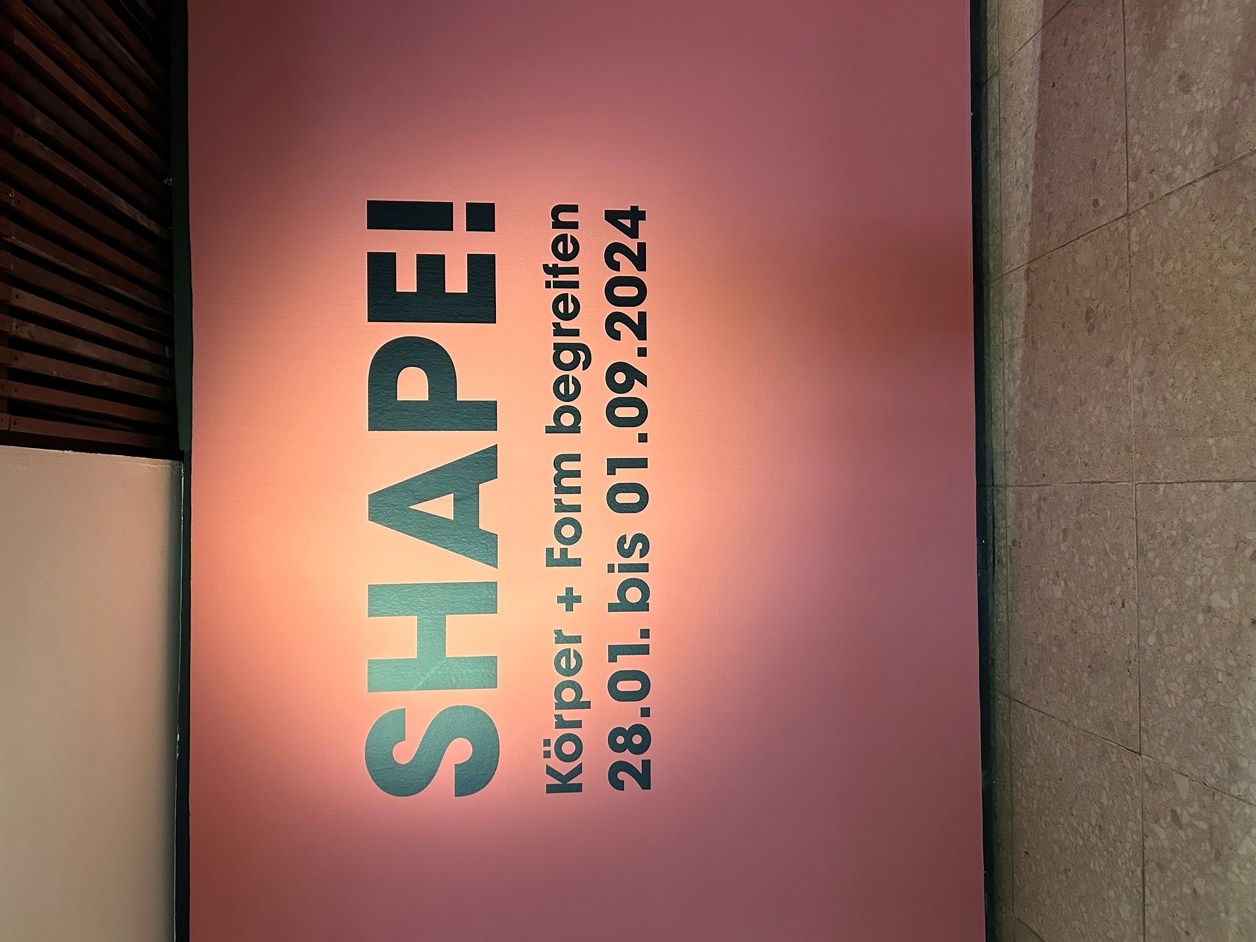 SHAPE!
Körper + Form begreifen
28.01. bis 01.09.2024